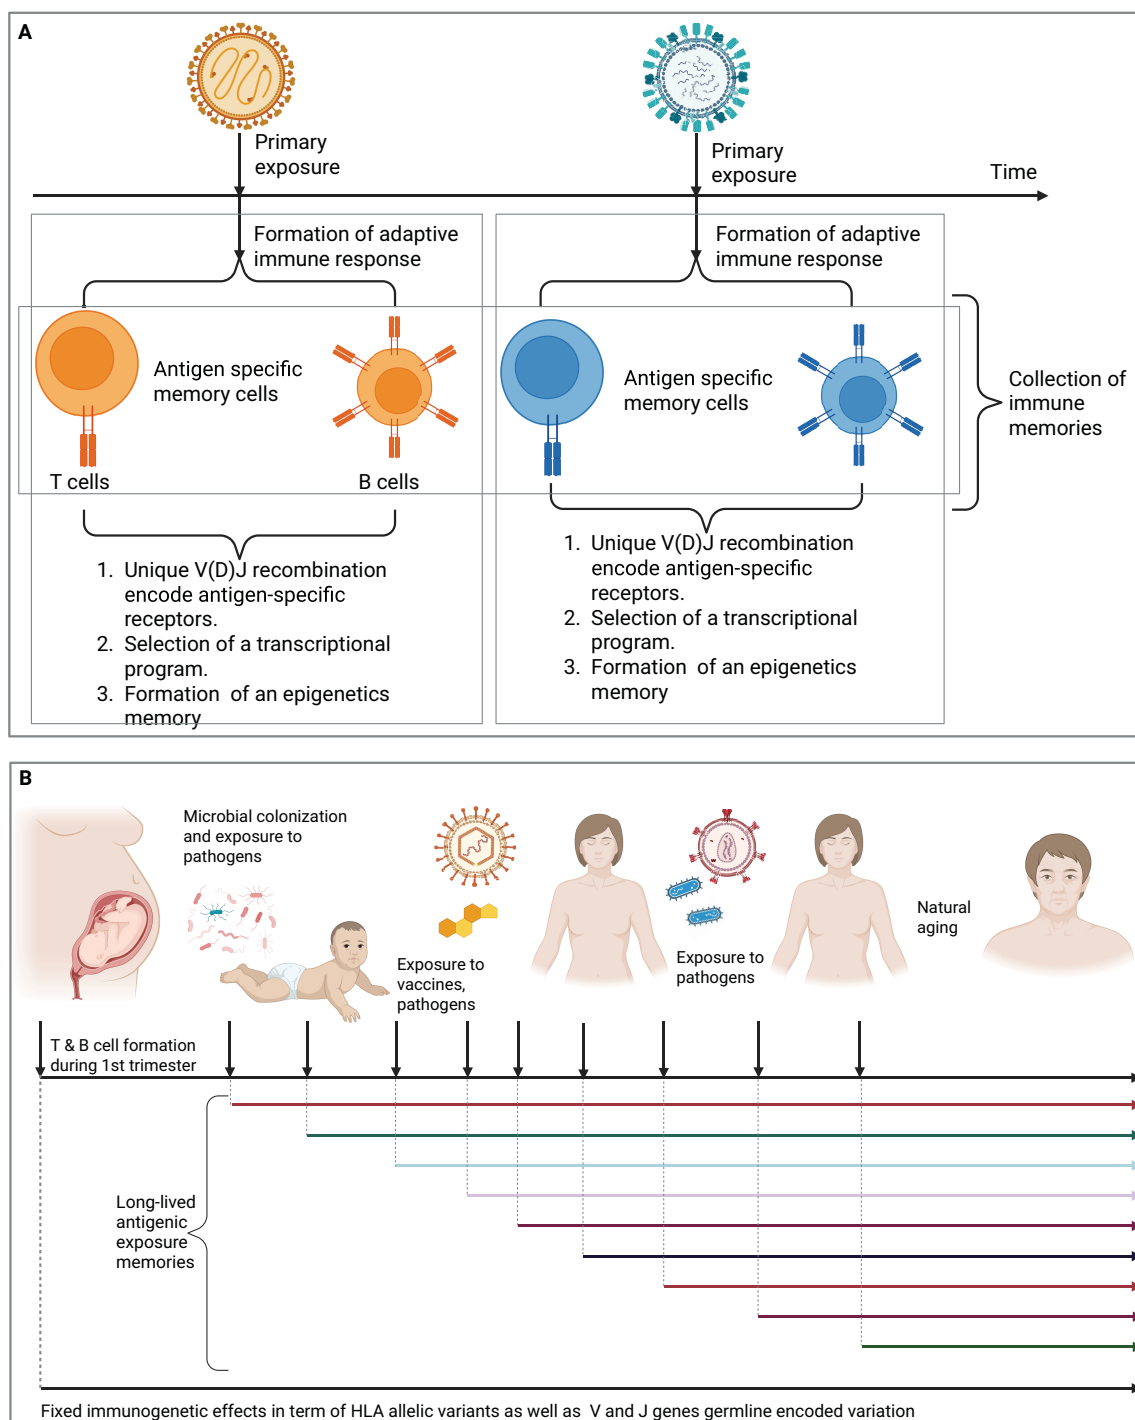 A
Primary
exposure
Primary
exposure
Time
Formation of adaptive
immune response
Formation of adaptive
immune response
Antigen specific
memory cells
T cells
B cells
Antigen specific
memory cells
Collection of
immune
memories
1. Unique V(D)J recombination
encode antigen-specific
receptors.
2. Selection of a transcriptional
program.
3. Formation of an epigenetics
memory
1. Unique V(D)J recombination
encode antigen-specific
receptors.
2. Selection of a transcriptional
program.
3. Formation of an epigenetics
memory
B
Microbial colonization
and exposure to
pathogens
Exposure to
vaccines,
pathogens
Exposure to
pathogens
Natural
aging
T & B cell formation
during 1st trimester
Long-lived
antigenic
exposure
memories
Fixed immunogenetic effects in term of HLA allelic variants as well as V and J genes germline encoded variation